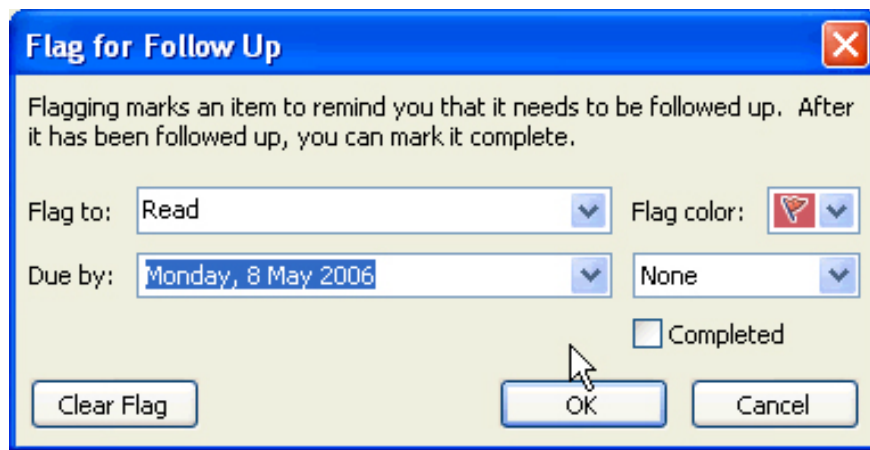 Flag for Follow Up
Flagging marks an item to remind you that it needs to be followed up.  After
it has been followed up, you can mark it complete.
Flag to: Read Flag color:
Due by: Monday, 8 May 2006 None
Completed
Clear Flag OK Cancel